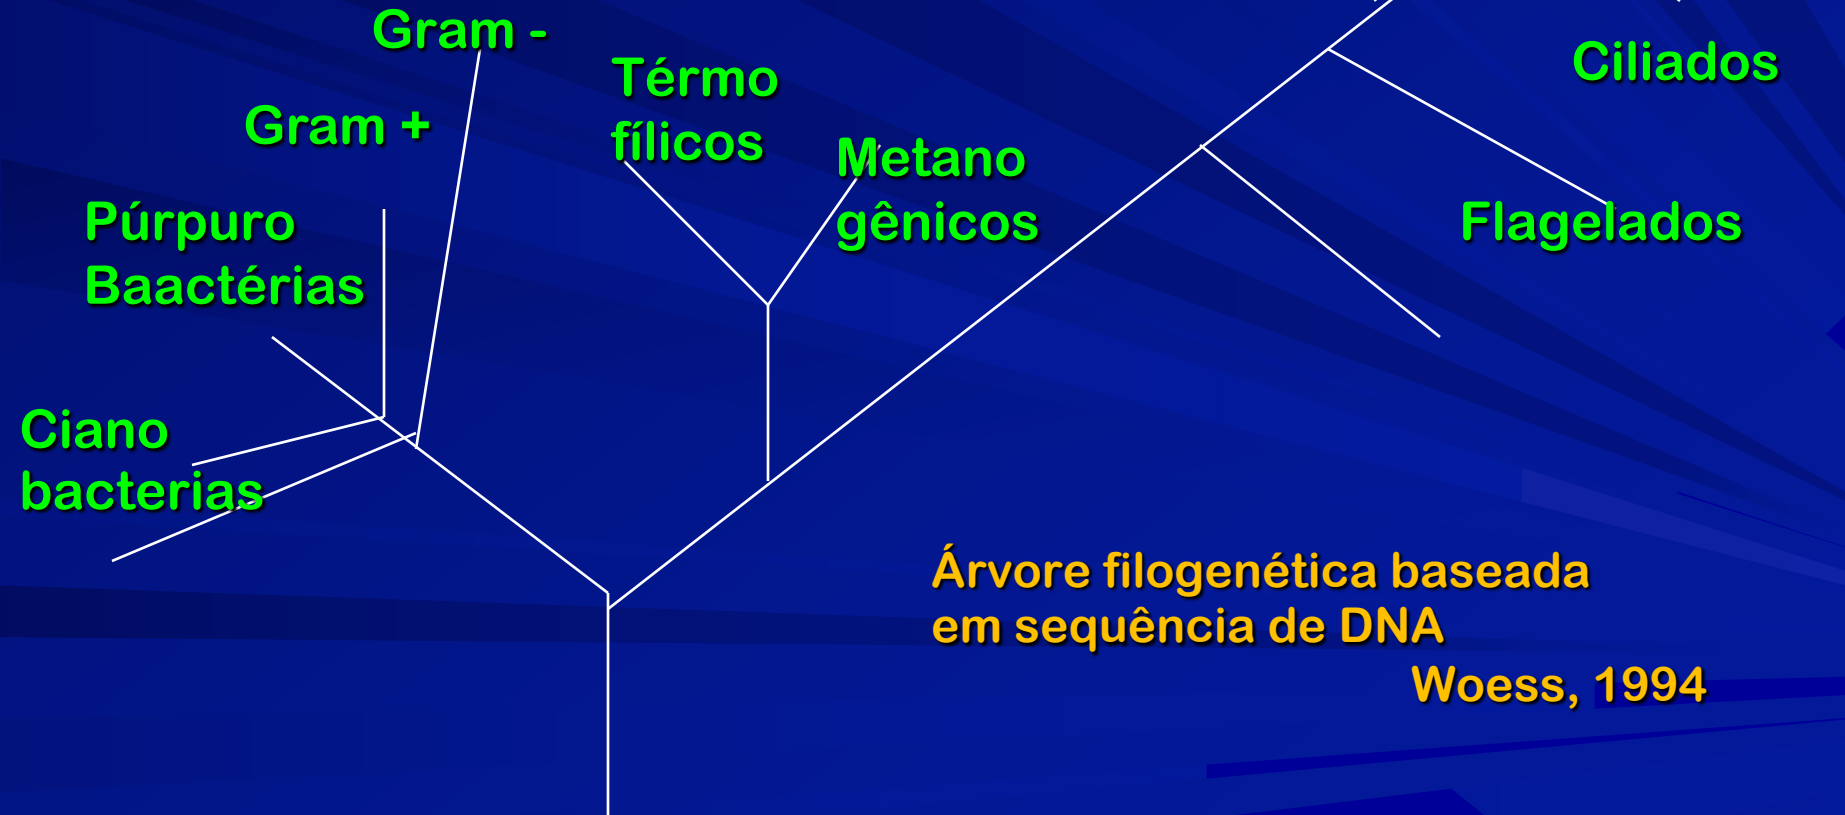 Gram -
Gram +
Térmo
fílicos
Metano
gênicos
Ciliados
Flagelados
Púrpuro
Baactérias
Ciano
bacterias
Árvore filogenética baseada
em sequência de DNA
Woess, 1994